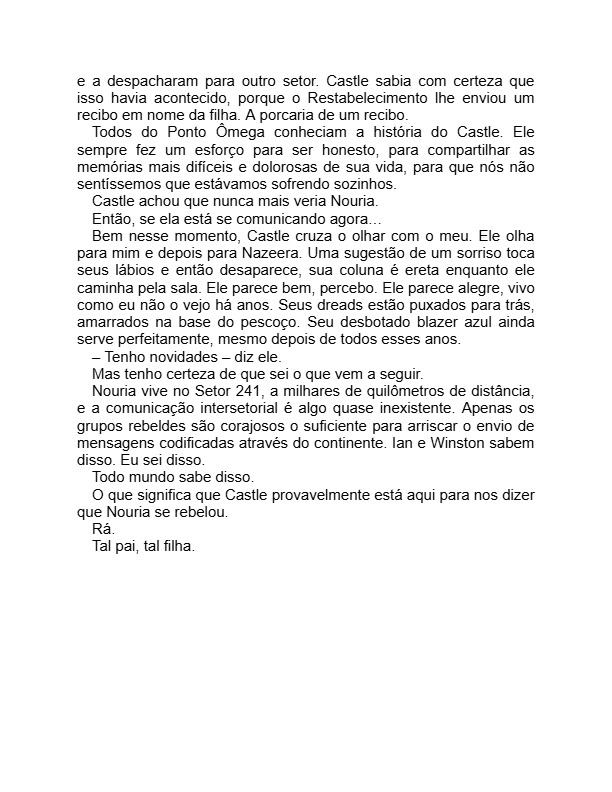 e a despacharam para outro setor. Castle sabia com certeza que
isso havia acontecido, porque o Restabelecimento lhe enviou um
recibo em nome da filha. A porcaria de um recibo.
Todos do Ponto Ômega conheciam a história do Castle. Ele
sempre fez um esforço para ser honesto, para compartilhar as
memórias mais difíceis e dolorosas de sua vida, para que nós não
sentíssemos que estávamos sofrendo sozinhos.
Castle achou que nunca mais veria Nouria.
Então, se ela está se comunicando agora…
Bem nesse momento, Castle cruza o olhar com o meu. Ele olha
para mim e depois para Nazeera. Uma sugestão de um sorriso toca
seus lábios e então desaparece, sua coluna é ereta enquanto ele
caminha pela sala. Ele parece bem, percebo. Ele parece alegre, vivo
como eu não o vejo há anos. Seus dreads estão puxados para trás,
amarrados na base do pescoço. Seu desbotado blazer azul ainda
serve perfeitamente, mesmo depois de todos esses anos.
– Tenho novidades – diz ele.
Mas tenho certeza de que sei o que vem a seguir.
Nouria vive no Setor 241, a milhares de quilômetros de distância,
e a comunicação intersetorial é algo quase inexistente. Apenas os
grupos rebeldes são corajosos o suficiente para arriscar o envio de
mensagens codificadas através do continente. Ian e Winston sabem
disso. Eu sei disso.
Todo mundo sabe disso.
O que significa que Castle provavelmente está aqui para nos dizer
que Nouria se rebelou.
Rá.
Tal pai, tal filha.